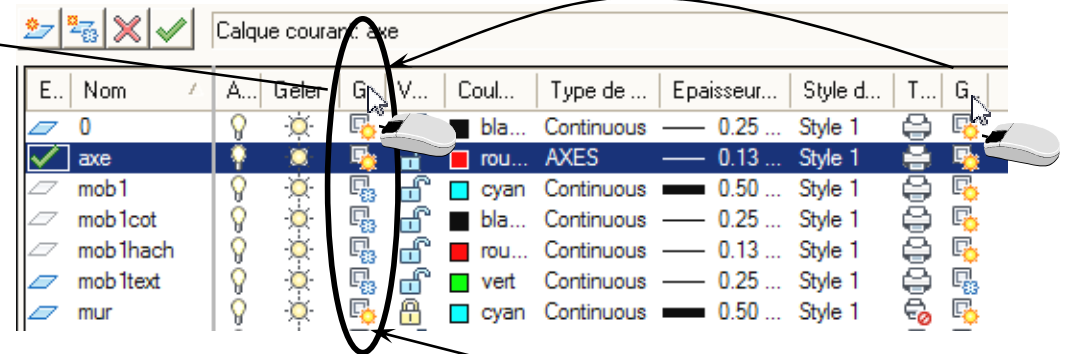 Calque courant: axe
E.. Nom A... Geler G.. V... Coul... Type de ... Epaisseur... Style d... T... G..
0 bla... Continuous 0.25 ... Style 1
axe rou... AXES 0.13 ... Style 1
mob1 cyan Continuous 0.50 ... Style 1
mob1cot bla... Continuous 0.25 ... Style 1
mob1hach rou... Continuous 0.13 ... Style 1
mob1text vert Continuous 0.25 ... Style 1
mur cyan Continuous 0.50 ... Style 1